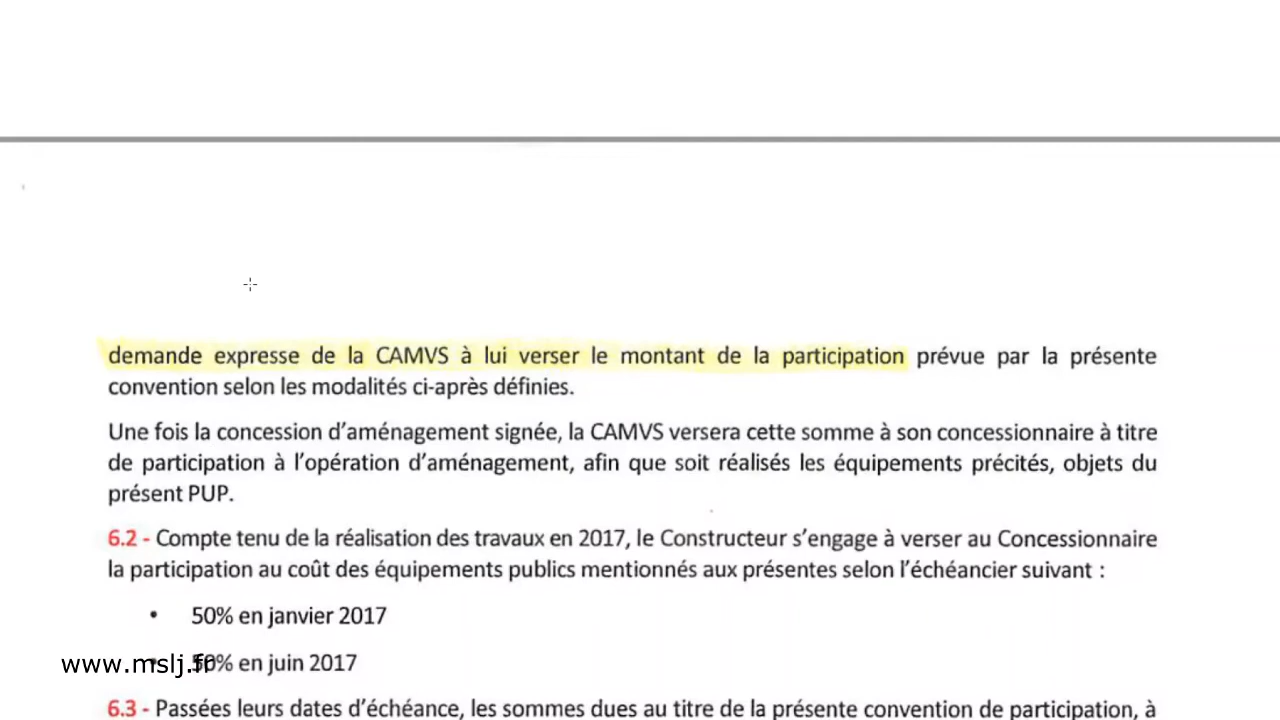 demande expresse de la CAMVS à lui verser le montant de la participation prévue par la présente
convention selon les modalités ci-après définies.
Une fois la concession d'aménagement signée, la CAMVS versera cette somme à son concessionnaire à titre
de participation à l'opération d'aménagement, afin que soit réalisés les équipements précités, objets du
présent PUP.
6.2 - Compte tenu de la réalisation des travaux en 2017, le Constructeur s'engage à verser au Concessionnaire
la participation au coût des équipements publics mentionnés aux présentes selon l'échéancier suivant :
• 50% en janvier 2017
• 50% en juin 2017
www.mslj.fr
6.3 - Passées leurs dates d'échéance, les sommes dues au titre de la présente convention de participation, à